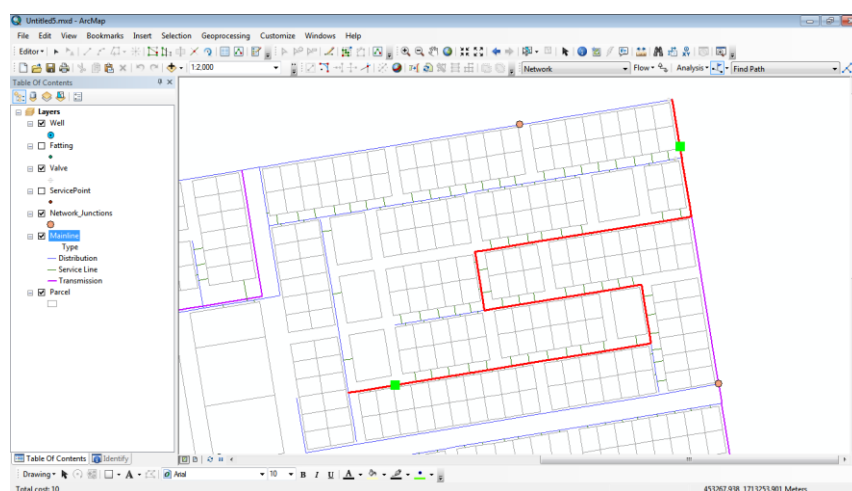 Untitled5.mxd - ArcMap
File Edit View Bookmarks Insert Selection Geoprocessing Customize Windows Help
Editor
1:2,000 Network Flow Analysis Find Path
Table Of Contents
Layers
Well
Fatting
Valve
ServicePoint
Network_Junctions
Mainline
Type
Distribution
Service Line
Transmission
Parcel
Table Of Contents Identify
Drawing A Arial 10 B I U A
Total cost: 10 453267.938 1713253.901 Meters